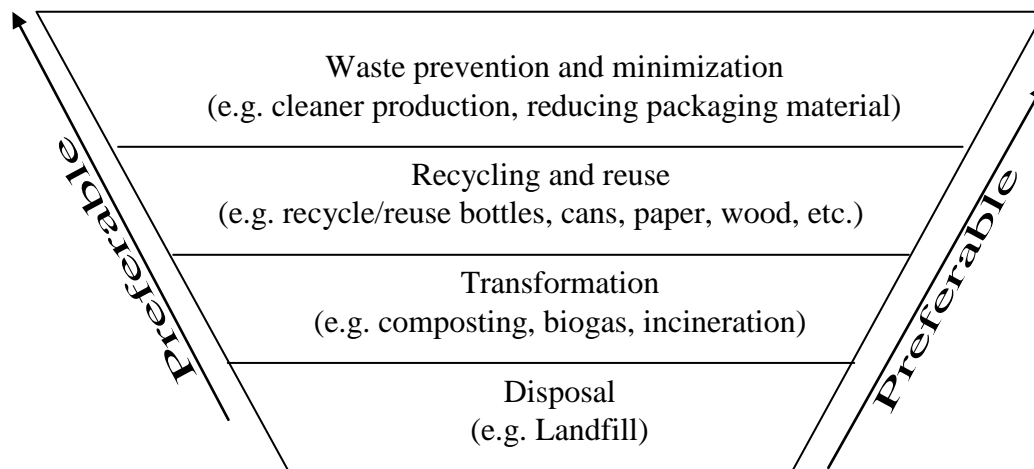 Waste prevention and minimization
(e.g. cleaner production, reducing packaging material)
Recycling and reuse
(e.g. recycle/reuse bottles, cans, paper, wood, etc.)
Transformation
(e.g. composting, biogas, incineration)
Disposal
(e.g. Landfill)
Preferable
Preferable